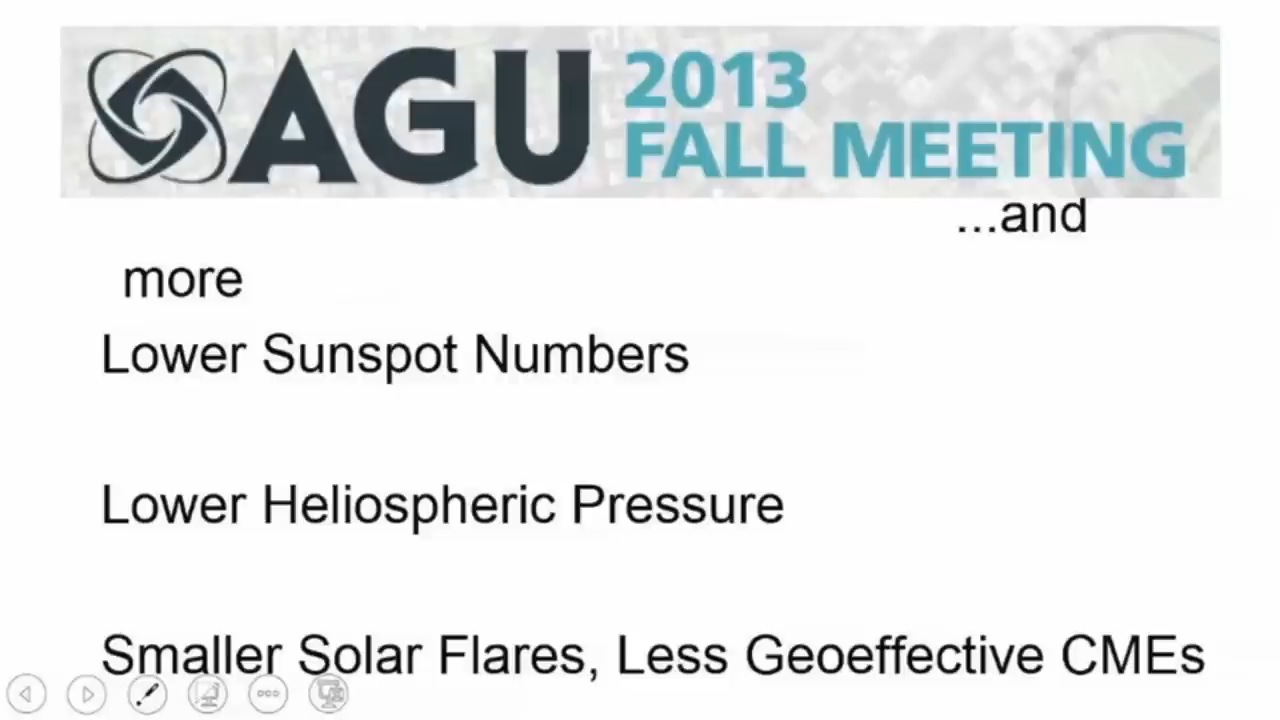 AGU 2013
FALL MEETING
...and
more
Lower Sunspot Numbers
Lower Heliospheric Pressure
Smaller Solar Flares, Less Geoeffective CMEs